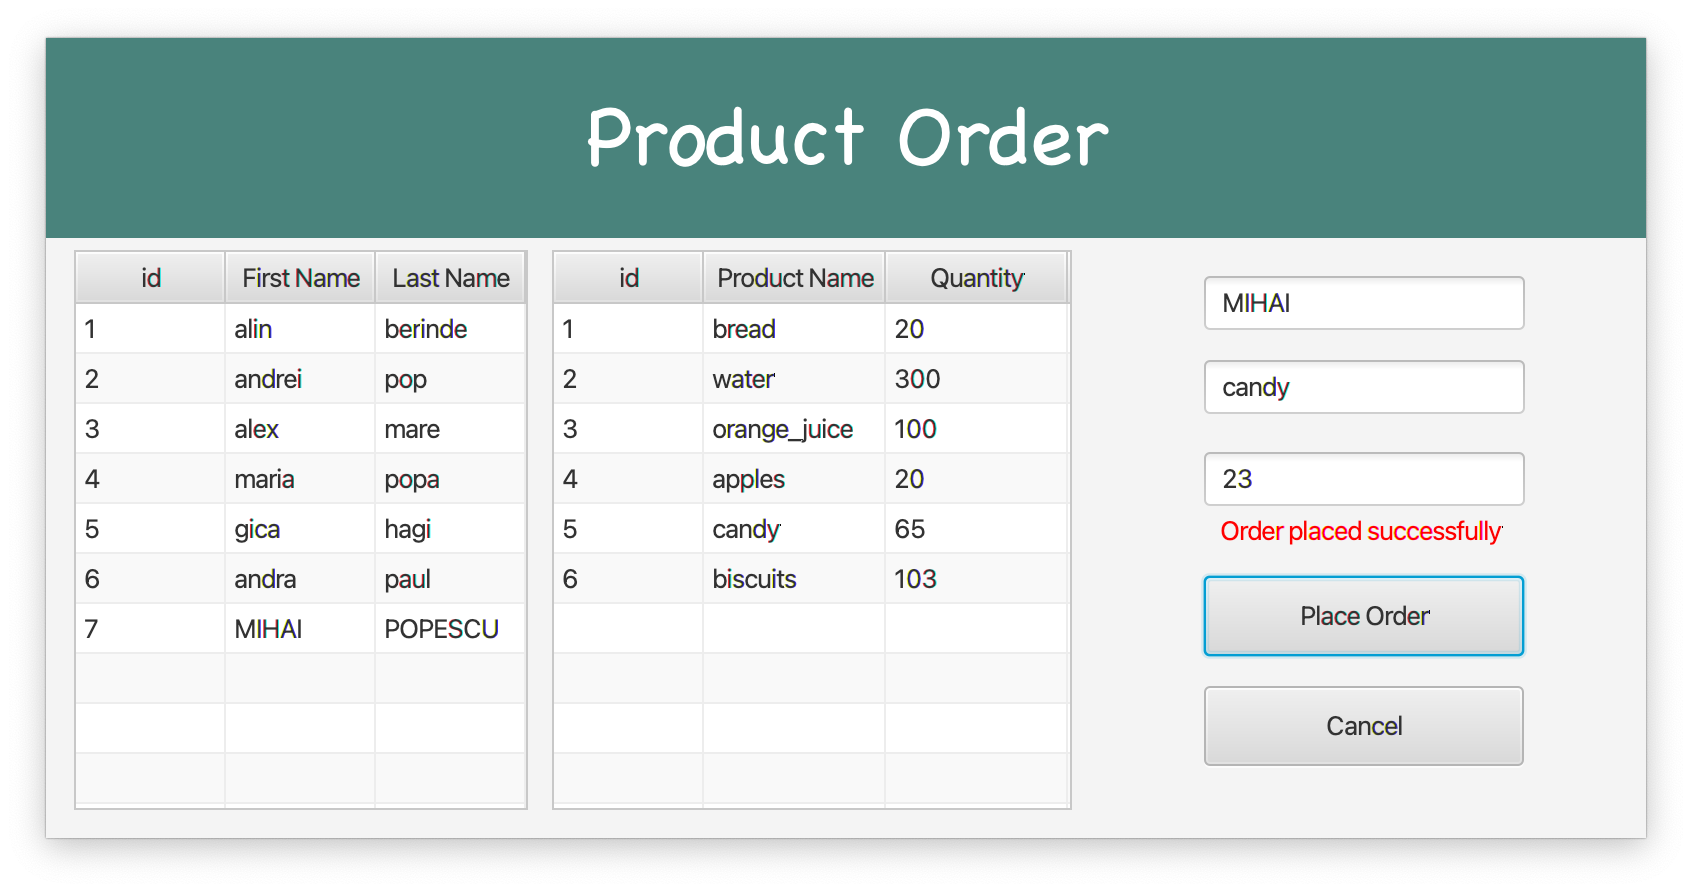 Product Order
id First Name Last Name
1 alin berinde
2 andrei pop
3 alex mare
4 maria popa
5 gica hagi
6 andra paul
7 MIHAI POPESCU
id Product Name Quantity
1 bread 20
2 water 300
3 orange_juice 100
4 apples 20
5 candy 65
6 biscuits 103
MIHAI
candy
23
Order placed successfully
Place Order
Cancel